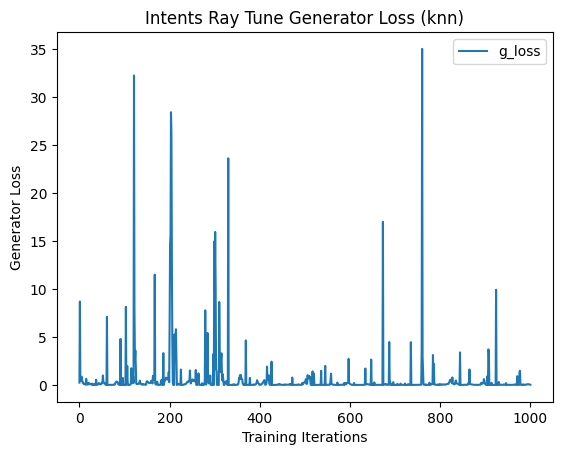 Intents Ray Tune Generator Loss (knn)
g_loss
Generator Loss
35
30
25
20
15
10
5
0
0 200 400 600 800 1000
Training Iterations